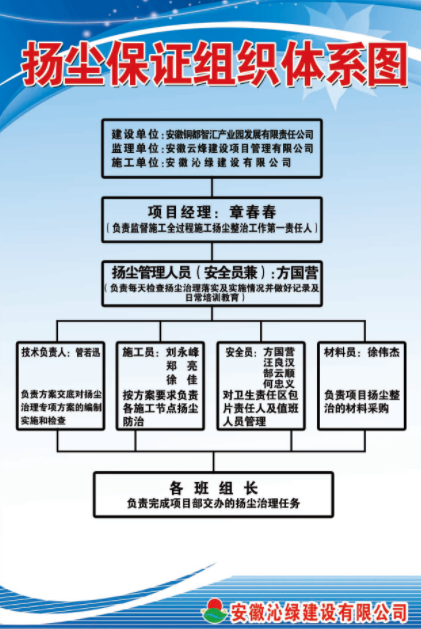 扬尘保证组织体系图
建设单位:安徽铜都智汇产业园发展有限责任公司
监理单位:安徽云烽建设项目管理有限公司
施工单位:安徽沁绿建设有限公司
项目经理:章春春
(负责监督施工全过程施工扬尘整治工作第一责任人)
扬尘管理人员(安全员兼):方国营
(负责每天检查扬尘治理落实及实施情况并做好记录及
日常培训教育)
技术负责人:管若迅
负责方案交底对扬尘
治理专项方案的编制
实施和检查
施工员:刘永峰
郑亮
徐佳
按方案要求负责
各施工节点扬尘
防治
安全员:方国营
汪良汉
郜云顺
何忠义
对卫生责任区包
片责任人及值班
人员管理
材料员:徐伟杰
负责项目扬尘整
治的材料采购
各班组长
负责完成项目部交办的扬尘治理任务
安徽沁绿建设有限公司